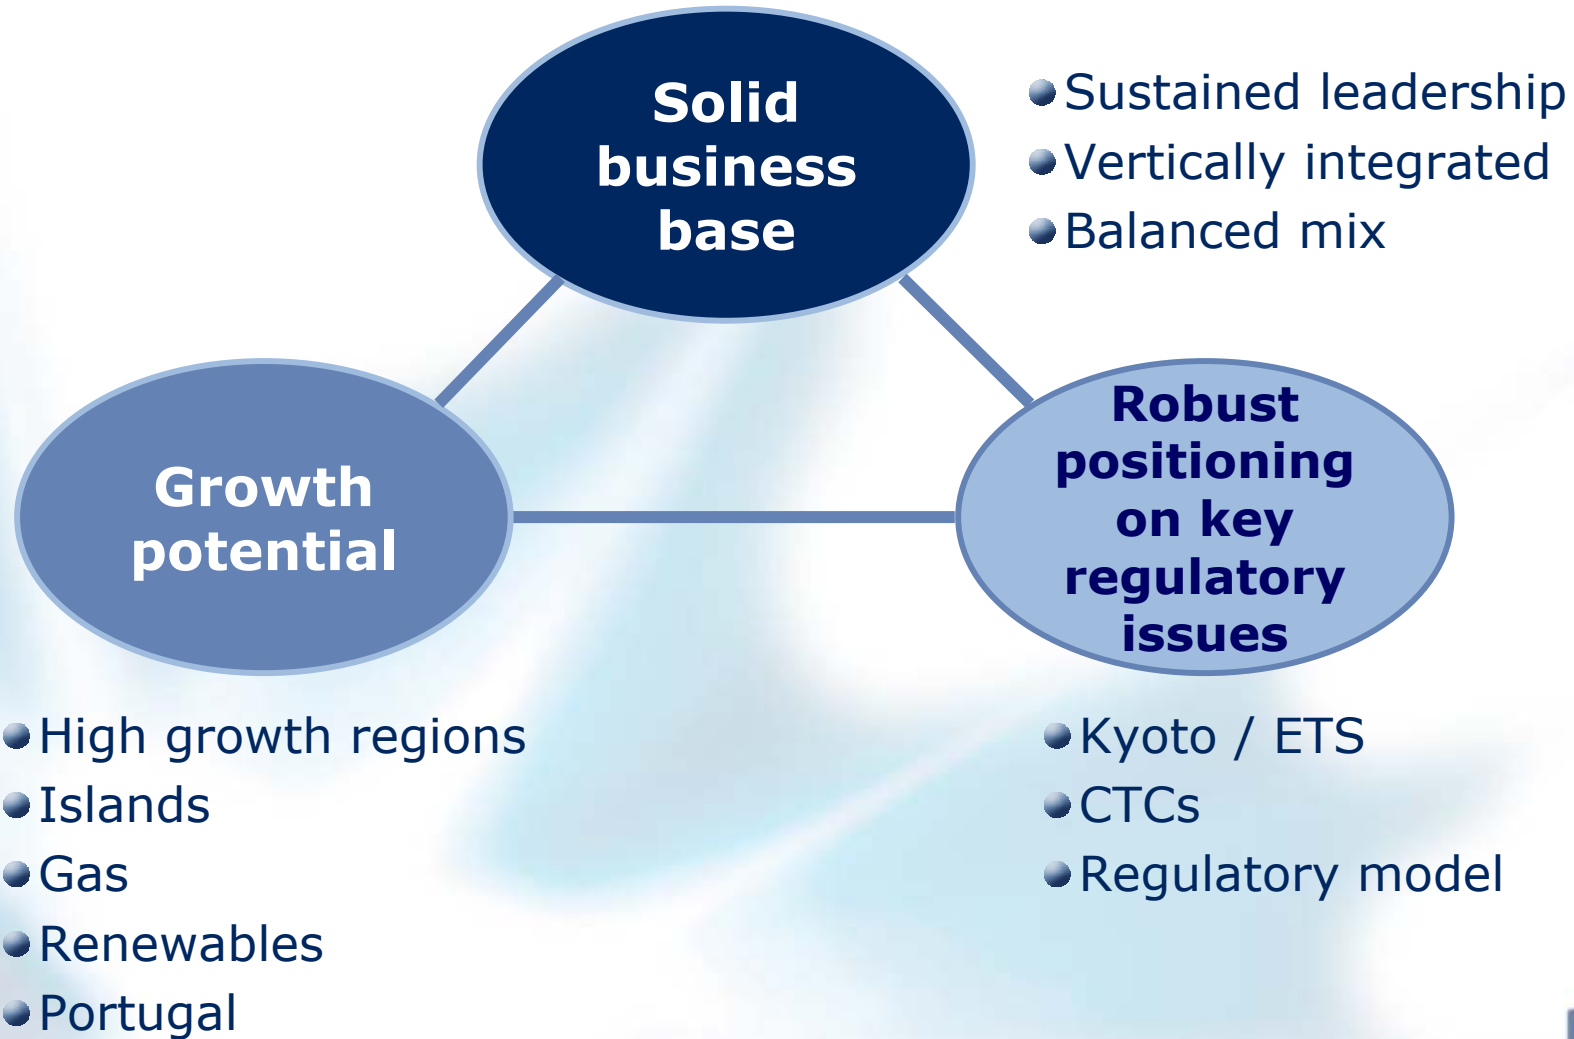 Solid
business
base
Sustained leadership
Vertically integrated
Balanced mix
Growth
potential
High growth regions
Islands
Gas
Renewables
Portugal
Robust
positioning
on key
regulatory
issues
Kyoto / ETS
CTCs
Regulatory model